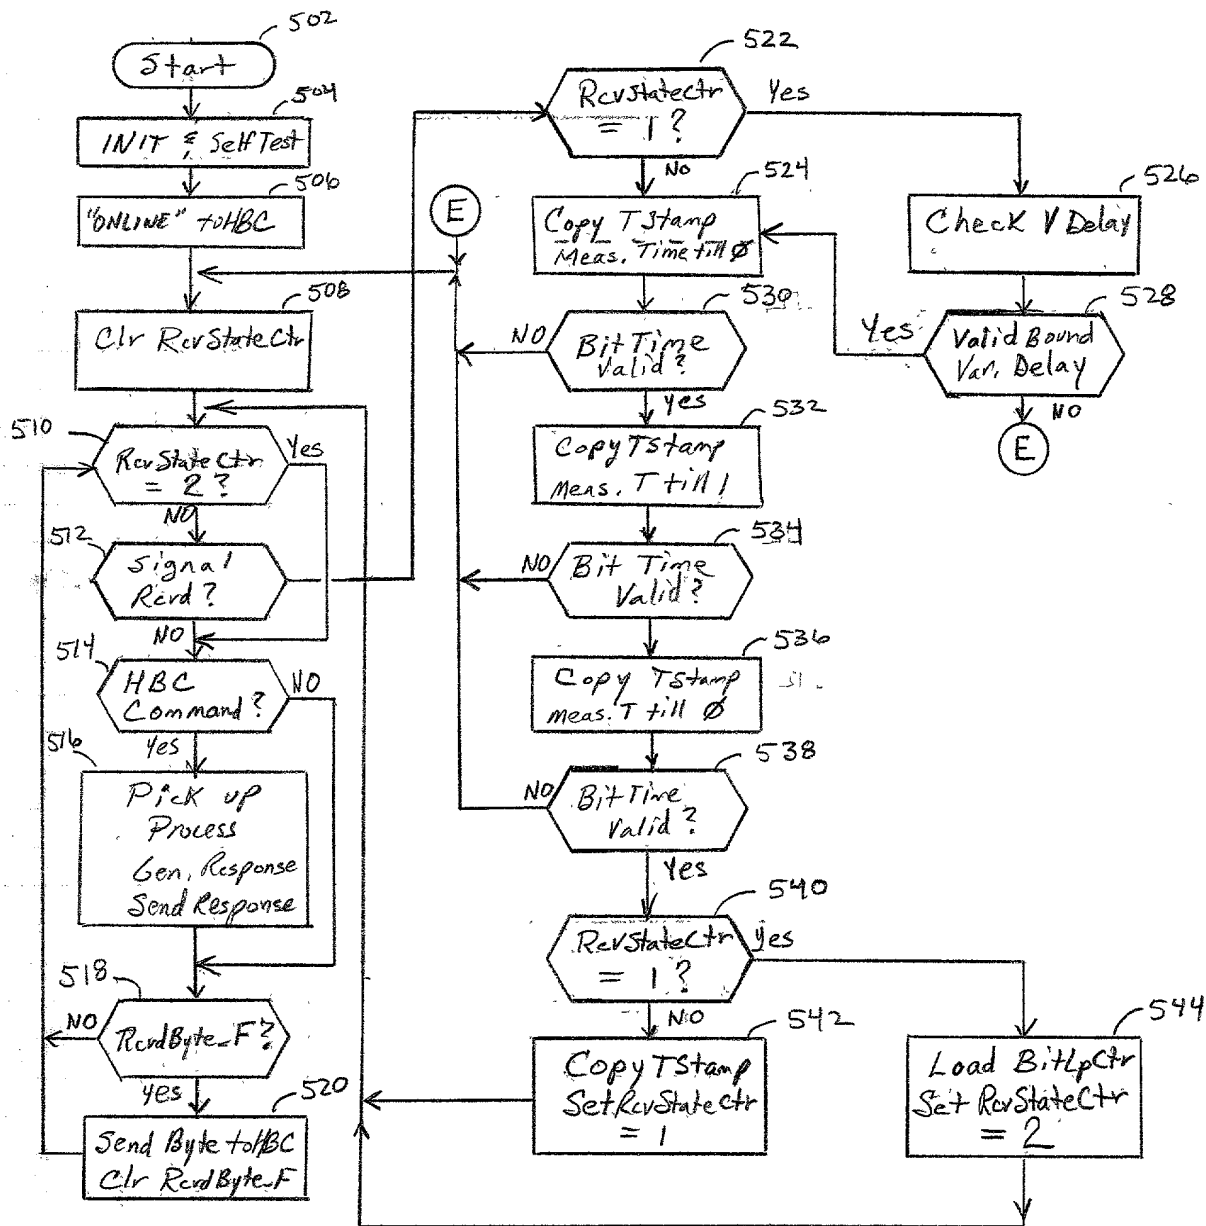 502
Start
504
INIT & SelfTest
506
"ONLINE" to HBC
508
Clr RcvStateCtr
510
RcvStateCtr
= 2?
Yes
NO
512
Signal
Rcvd?
NO
514
HBC
Command?
NO
Yes
516
Pick up
Process
Gen. Response
Send Response
518
RcvdByte_F?
NO
Yes
520
Send Byte to HBC
Clr RcvdByte_F
E
522
RcvStateCtr
= 1?
Yes
No
524
Copy TStamp
Meas. Time till Ø
526
Check V Delay
528
Valid Bound
Var. Delay
Yes
NO
E
530
Bit Time
Valid?
NO
Yes
532
Copy TStamp
Meas. T till 1
534
Bit Time
Valid?
NO
536
Copy TStamp
Meas. T till Ø
538
Bit Time
Valid?
NO
Yes
540
RcvStateCtr
= 1?
Yes
NO
542
Copy TStamp
Set RcvStateCtr
= 1
544
Load BitLpCtr
Set RcvStateCtr
= 2